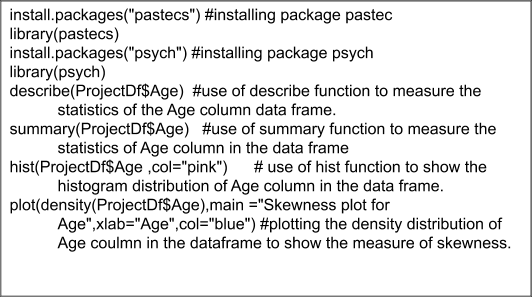 install.packages("pastecs") #installing package pastec
library(pastecs)
install.packages("psych") #installing package psych
library(psych)
describe(ProjectDf$Age)  #use of describe function to measure the
statistics of the Age column data frame.
summary(ProjectDf$Age)   #use of summary function to measure the
statistics of Age column in the data frame
hist(ProjectDf$Age ,col="pink")      # use of hist function to show the
histogram distribution of Age column in the data frame.
plot(density(ProjectDf$Age),main ="Skewness plot for
Age",xlab="Age",col="blue") #plotting the density distribution of
Age coulmn in the dataframe to show the measure of skewness.